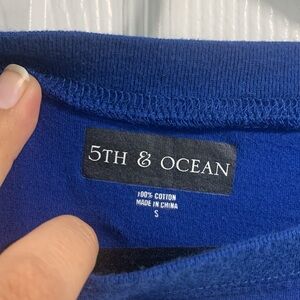 5TH & OCEAN
100% COTTON
MADE IN CHINA
S